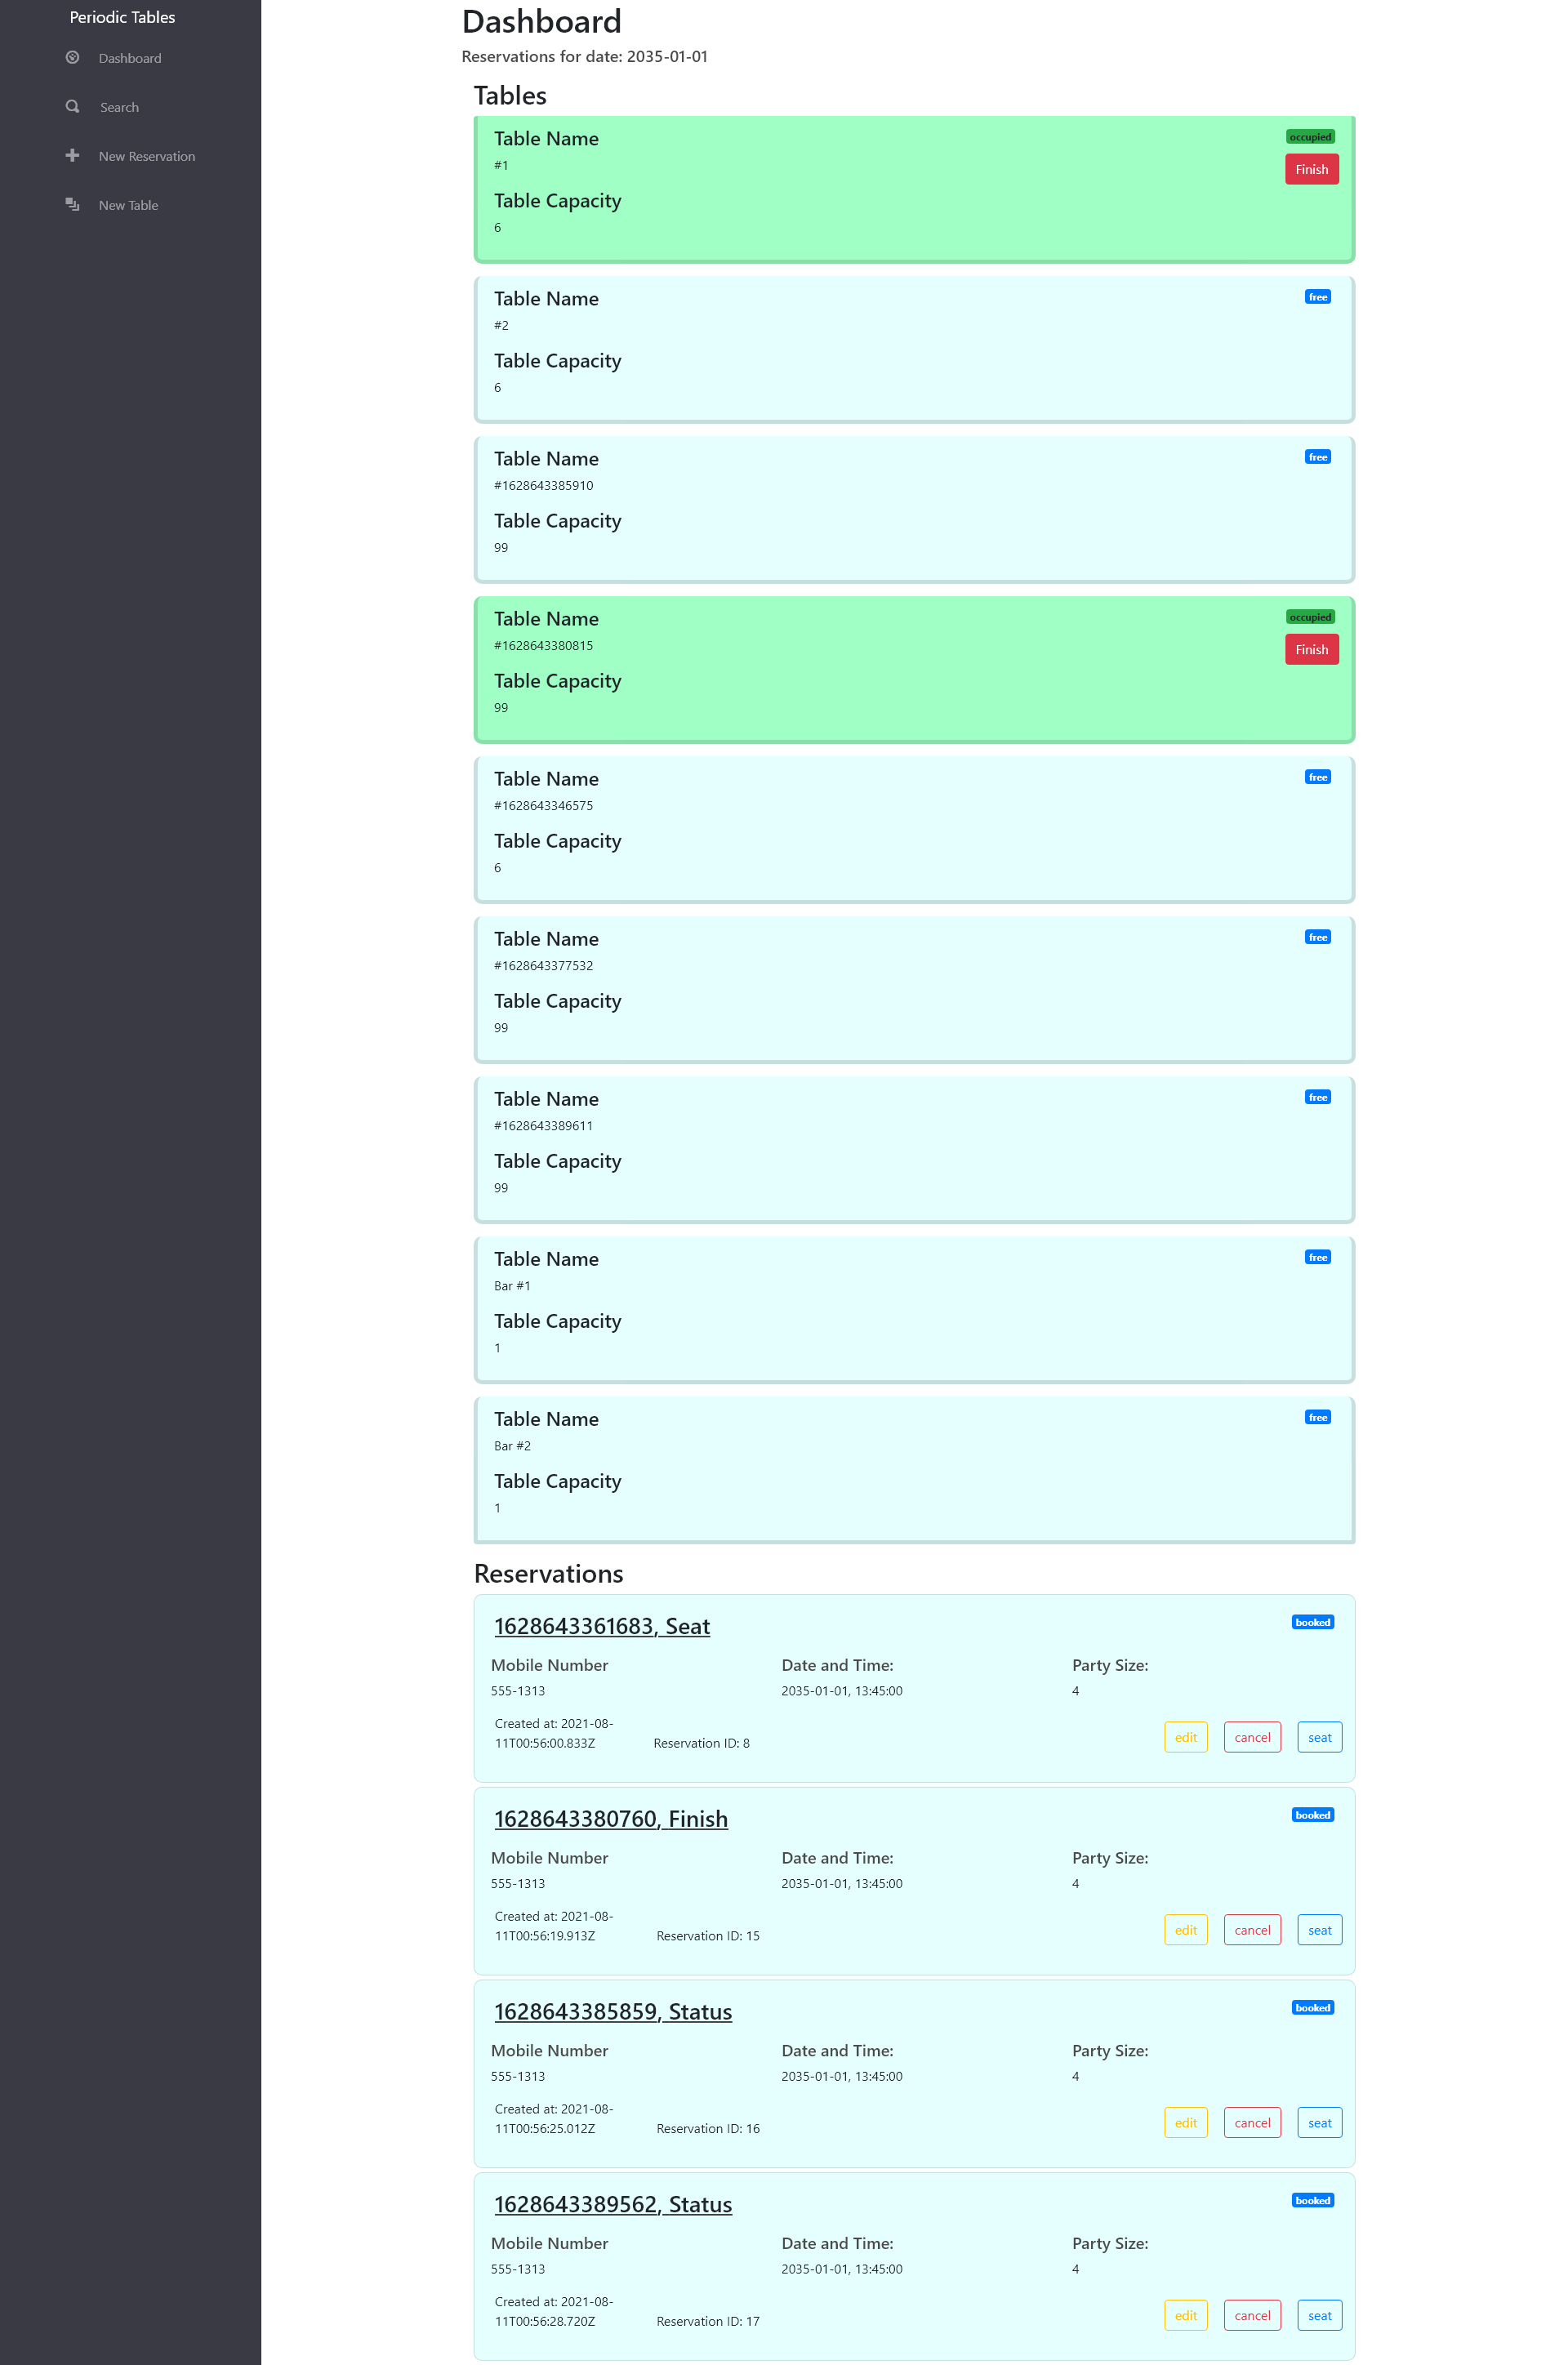 Periodic Tables
Dashboard
Search
New Reservation
New Table
Dashboard
Reservations for date: 2035-01-01
Tables
Table Name
occupied
#1
Finish
Table Capacity
6
Table Name
free
#2
Table Capacity
6
Table Name
free
#1628643385910
Table Capacity
99
Table Name
occupied
#1628643380815
Finish
Table Capacity
99
Table Name
free
#1628643346575
Table Capacity
6
Table Name
free
#1628643377532
Table Capacity
99
Table Name
free
#1628643389611
Table Capacity
99
Table Name
free
Bar #1
Table Capacity
1
Table Name
free
Bar #2
Table Capacity
1
Reservations
1628643361683, Seat
booked
Mobile Number Date and Time: Party Size:
555-1313 2035-01-01, 13:45:00 4
Created at: 2021-08-
11T00:56:00.833Z Reservation ID: 8
edit cancel seat
1628643380760, Finish
booked
Mobile Number Date and Time: Party Size:
555-1313 2035-01-01, 13:45:00 4
Created at: 2021-08-
11T00:56:19.913Z Reservation ID: 15
edit cancel seat
1628643385859, Status
booked
Mobile Number Date and Time: Party Size:
555-1313 2035-01-01, 13:45:00 4
Created at: 2021-08-
11T00:56:25.012Z Reservation ID: 16
edit cancel seat
1628643389562, Status
booked
Mobile Number Date and Time: Party Size:
555-1313 2035-01-01, 13:45:00 4
Created at: 2021-08-
11T00:56:28.720Z Reservation ID: 17
edit cancel seat